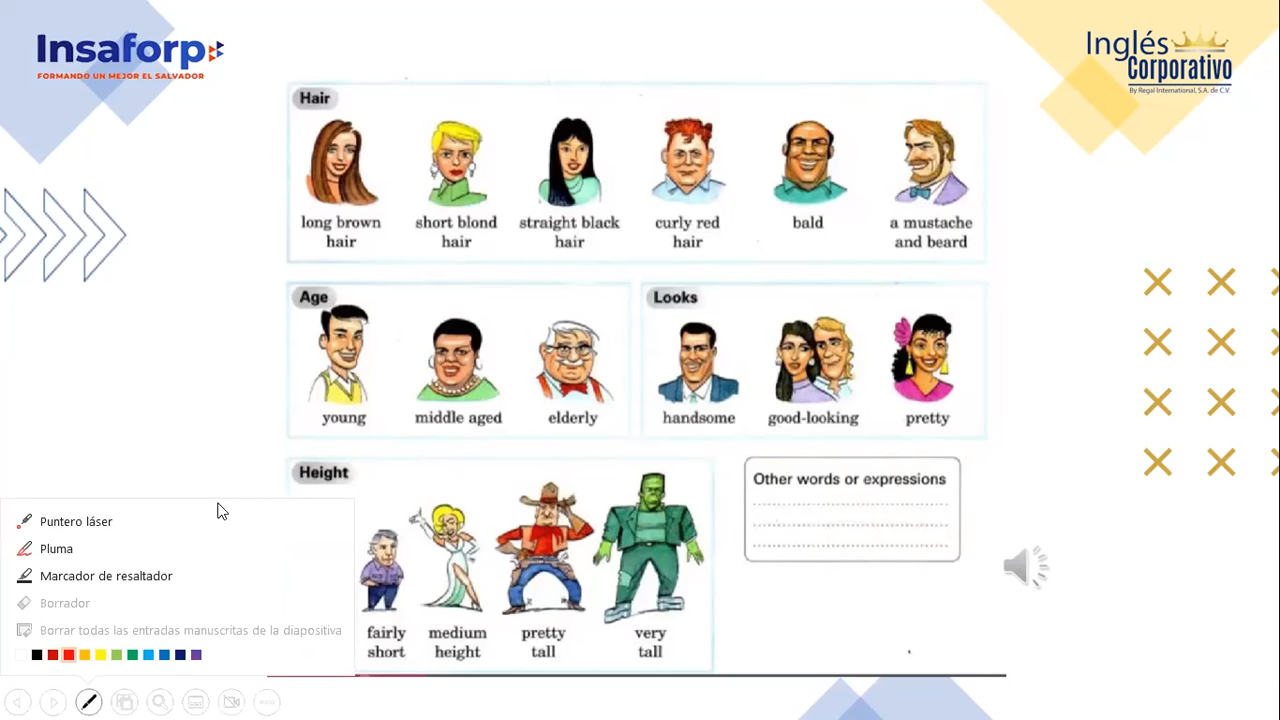 Insaforp
FORMANDO UN MEJOR EL SALVADOR
Inglés
Corporativo
By Regal International, S.A. de C.V.
Hair
long brown
hair
short blond
hair
straight black
hair
curly red
hair
bald
a mustache
and beard
Age
young
middle aged
elderly
Looks
handsome
good-looking
pretty
Height
fairly
short
medium
height
pretty
tall
very
tall
Other words or expressions
Puntero láser
Pluma
Marcador de resaltador
Borrador
Borrar todas las entradas manuscritas de la diapositiva